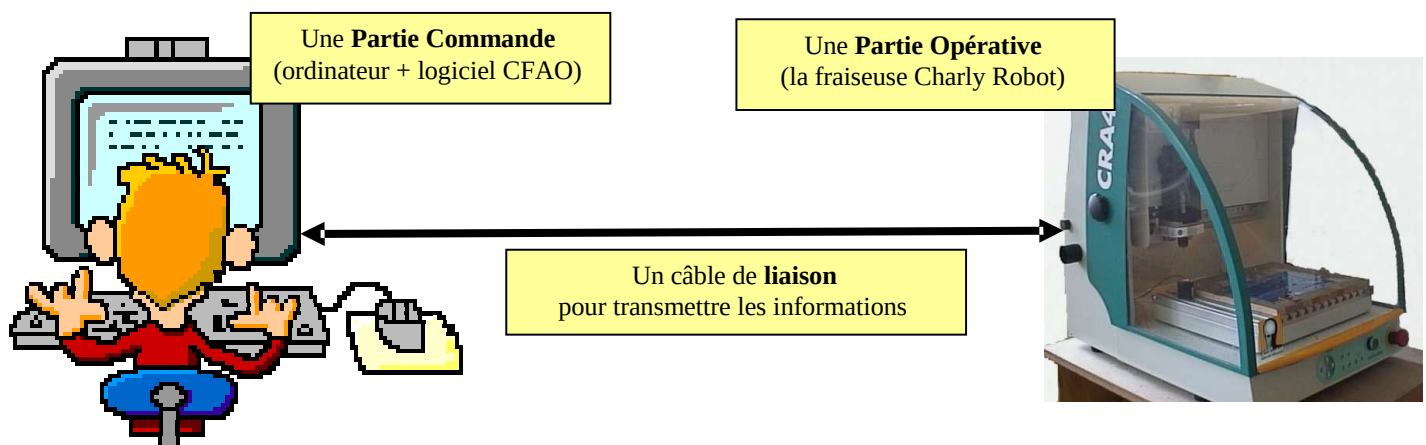 Une Partie Commande
(ordinateur + logiciel CFAO)
Une Partie Opérative
(la fraiseuse Charly Robot)
CRA4
Un câble de liaison
pour transmettre les informations